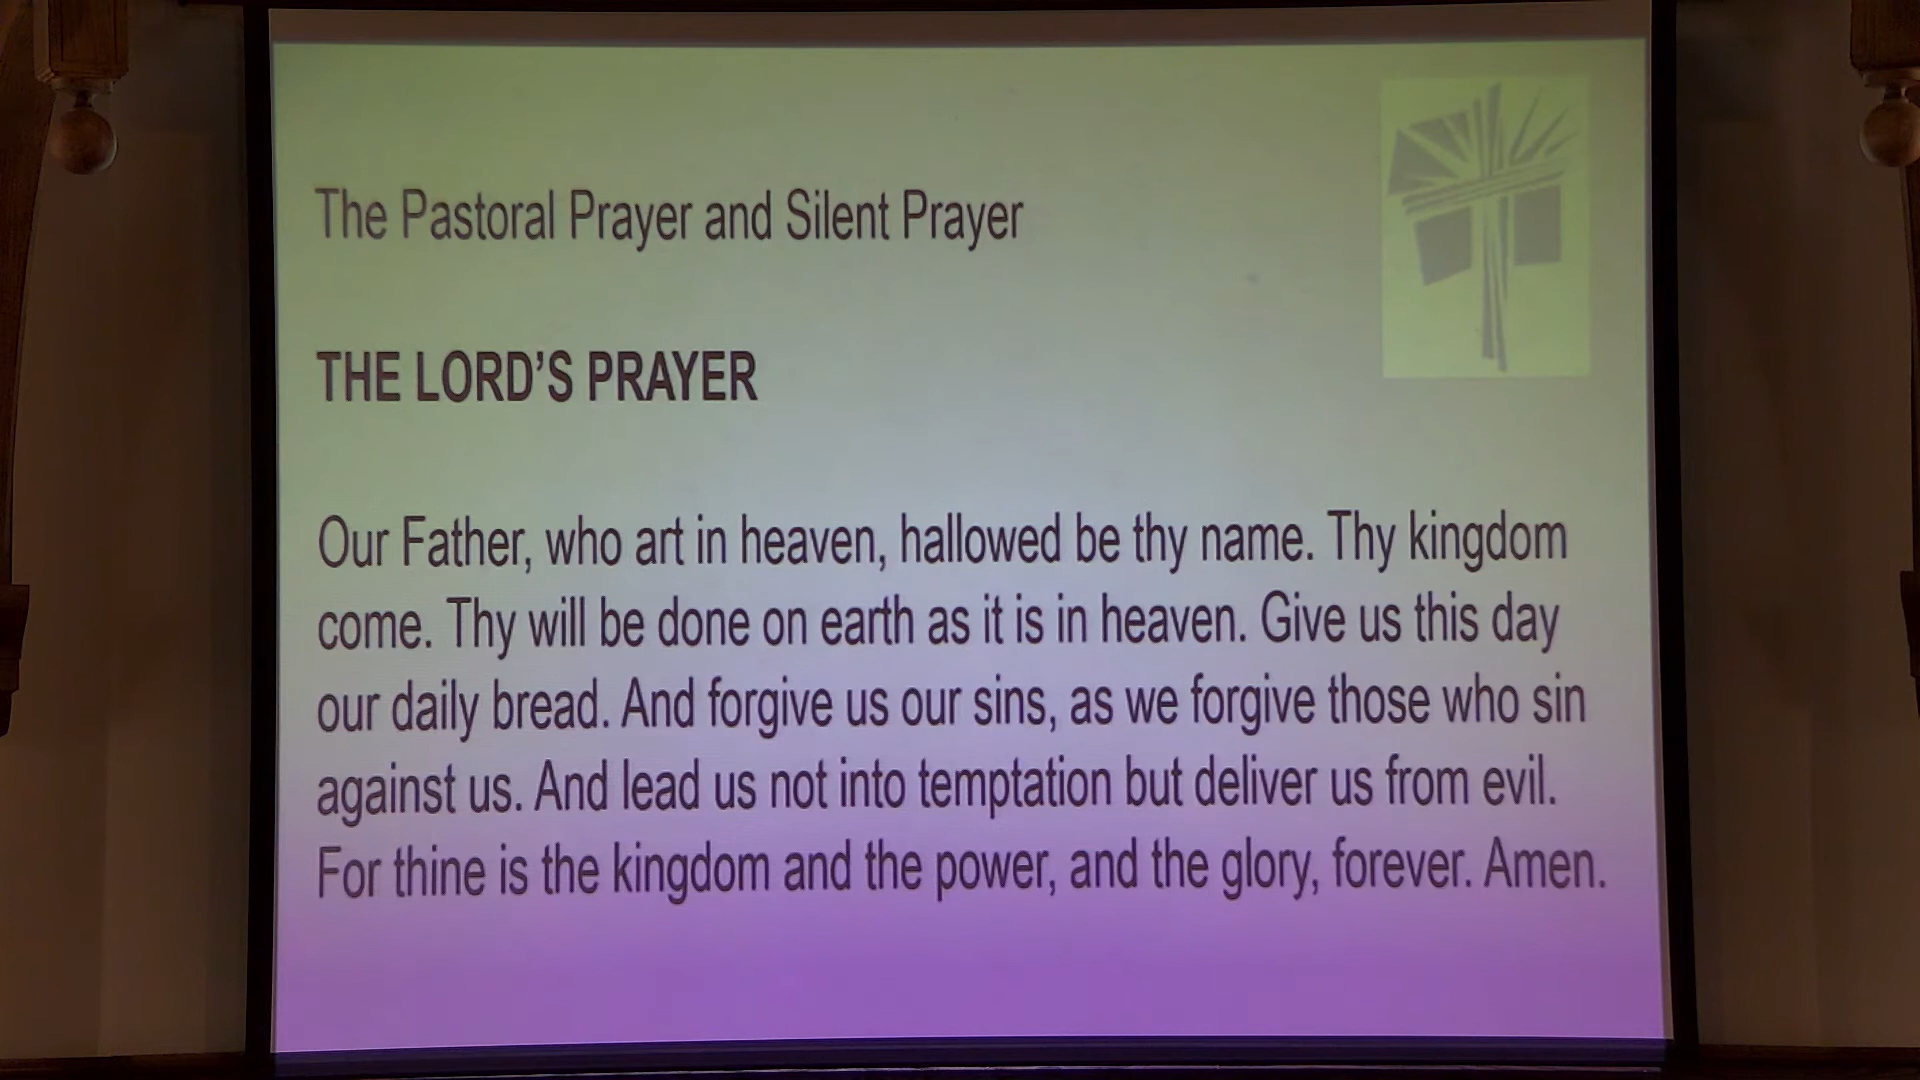 The Pastoral Prayer and Silent Prayer
THE LORD'S PRAYER
Our Father, who art in heaven, hallowed be thy name. Thy kingdom
come. Thy will be done on earth as it is in heaven. Give us this day
our daily bread. And forgive us our sins, as we forgive those who sin
against us. And lead us not into temptation but deliver us from evil.
For thine is the kingdom and the power, and the glory, forever. Amen.